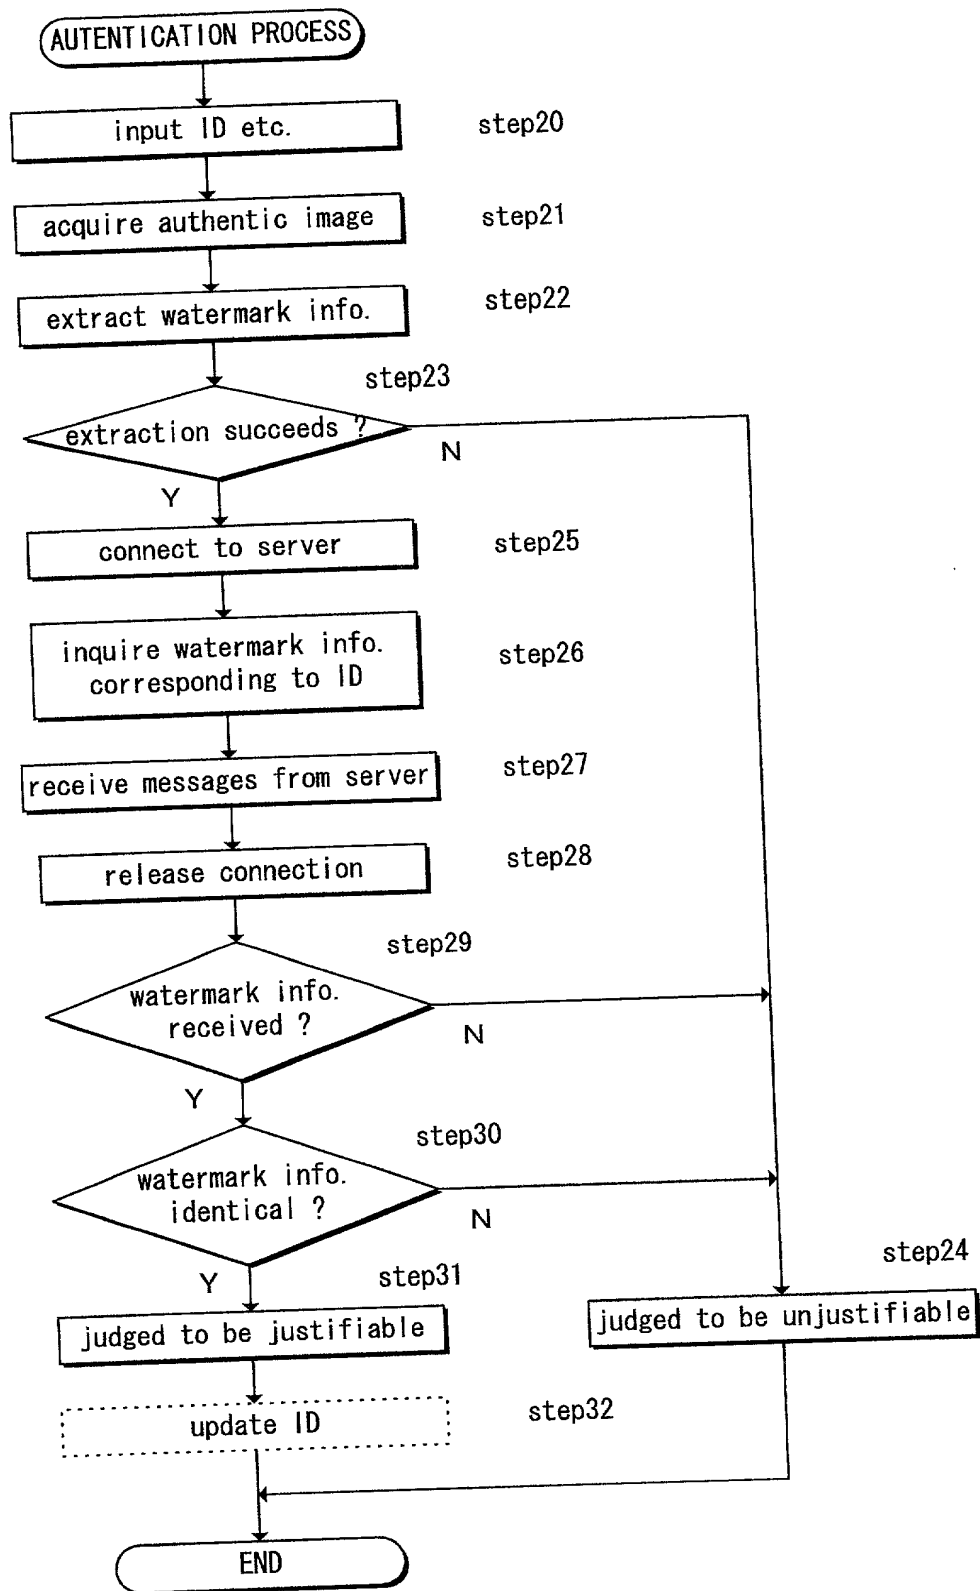 AUTENTICATION PROCESS
input ID etc.
step20
acquire authentic image
step21
extract watermark info.
step22
step23
extraction succeeds ?
N
Y
connect to server
step25
inquire watermark info.
corresponding to ID
step26
receive messages from server
step27
release connection
step28
step29
watermark info.
received ?
N
Y
step30
watermark info.
identical ?
N
Y
step31
step24
judged to be justifiable
judged to be unjustifiable
update ID
step32
END